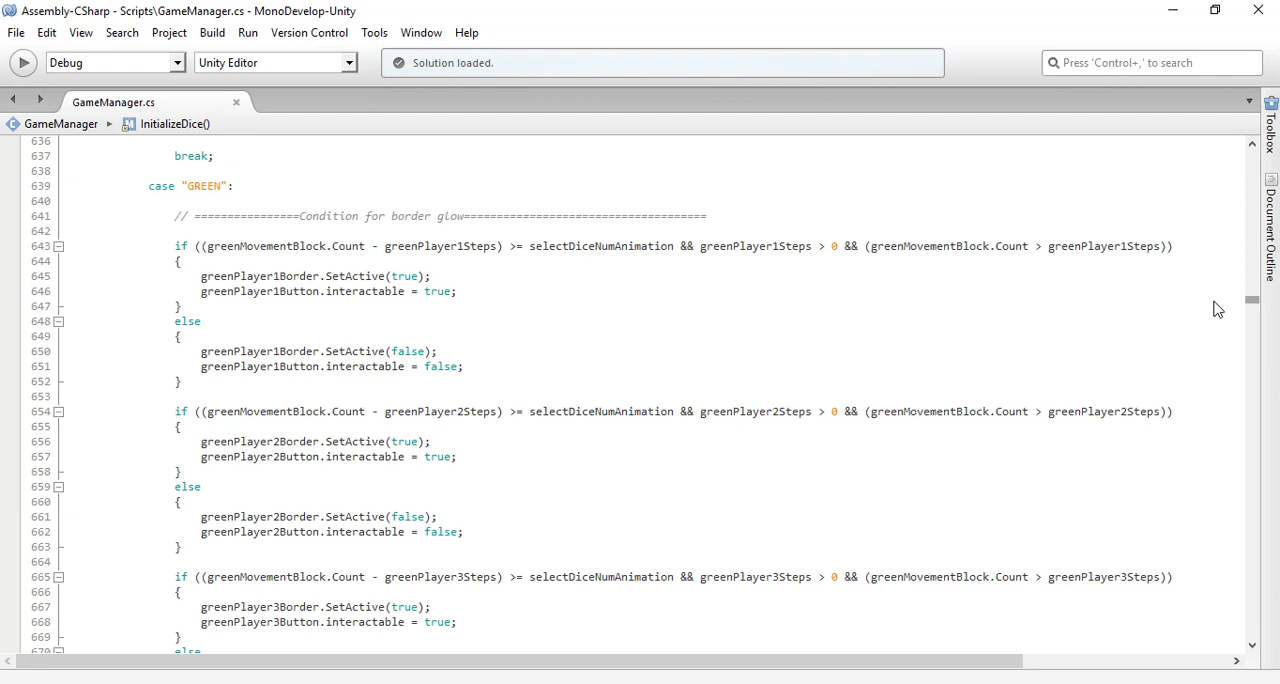 Assembly-CSharp - Scripts\GameManager.cs - MonoDevelop-Unity
File Edit View Search Project Build Run Version Control Tools Window Help
Debug Unity Editor Solution loaded. Press 'Control+,' to search
GameManager.cs
GameManager InitializeDice()
Toolbox
Document Outline
636
637 break;
638
639 case "GREEN":
640
641 // ================Condition for border glow=====================================
642
643 if ((greenMovementBlock.Count - greenPlayer1Steps) >= selectDiceNumAnimation && greenPlayer1Steps > 0 && (greenMovementBlock.Count > greenPlayer1Steps))
644 {
645 greenPlayer1Border.SetActive(true);
646 greenPlayer1Button.interactable = true;
647 }
648 else
649 {
650 greenPlayer1Border.SetActive(false);
651 greenPlayer1Button.interactable = false;
652 }
653
654 if ((greenMovementBlock.Count - greenPlayer2Steps) >= selectDiceNumAnimation && greenPlayer2Steps > 0 && (greenMovementBlock.Count > greenPlayer2Steps))
655 {
656 greenPlayer2Border.SetActive(true);
657 greenPlayer2Button.interactable = true;
658 }
659 else
660 {
661 greenPlayer2Border.SetActive(false);
662 greenPlayer2Button.interactable = false;
663 }
664
665 if ((greenMovementBlock.Count - greenPlayer3Steps) >= selectDiceNumAnimation && greenPlayer3Steps > 0 && (greenMovementBlock.Count > greenPlayer3Steps))
666 {
667 greenPlayer3Border.SetActive(true);
668 greenPlayer3Button.interactable = true;
669 }
670 else